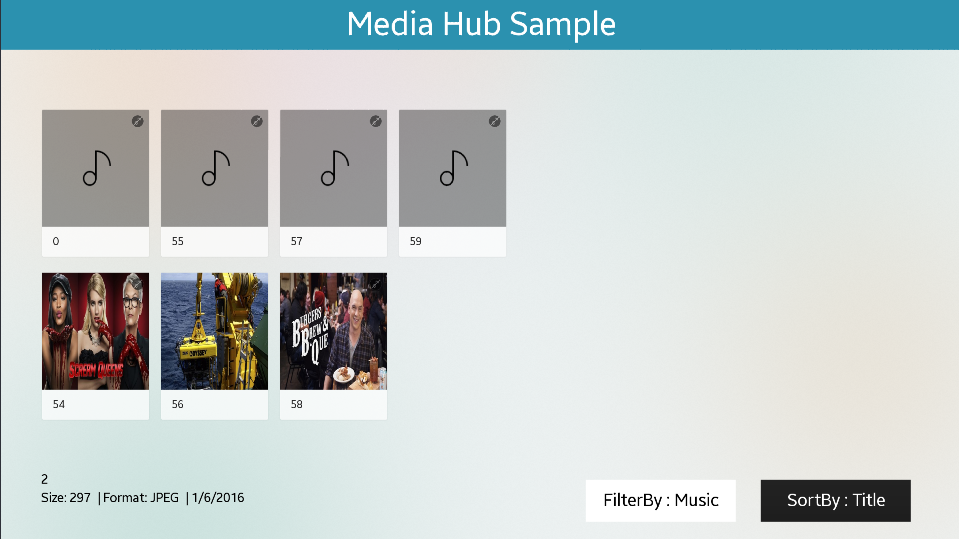 Media Hub Sample
0
55
57
59
SCREAM QUEENS
ODYSSEY
BURGERS
BREW &
'QUE
54
56
58
2
Size: 297 | Format: JPEG | 1/6/2016
FilterBy : Music
SortBy : Title